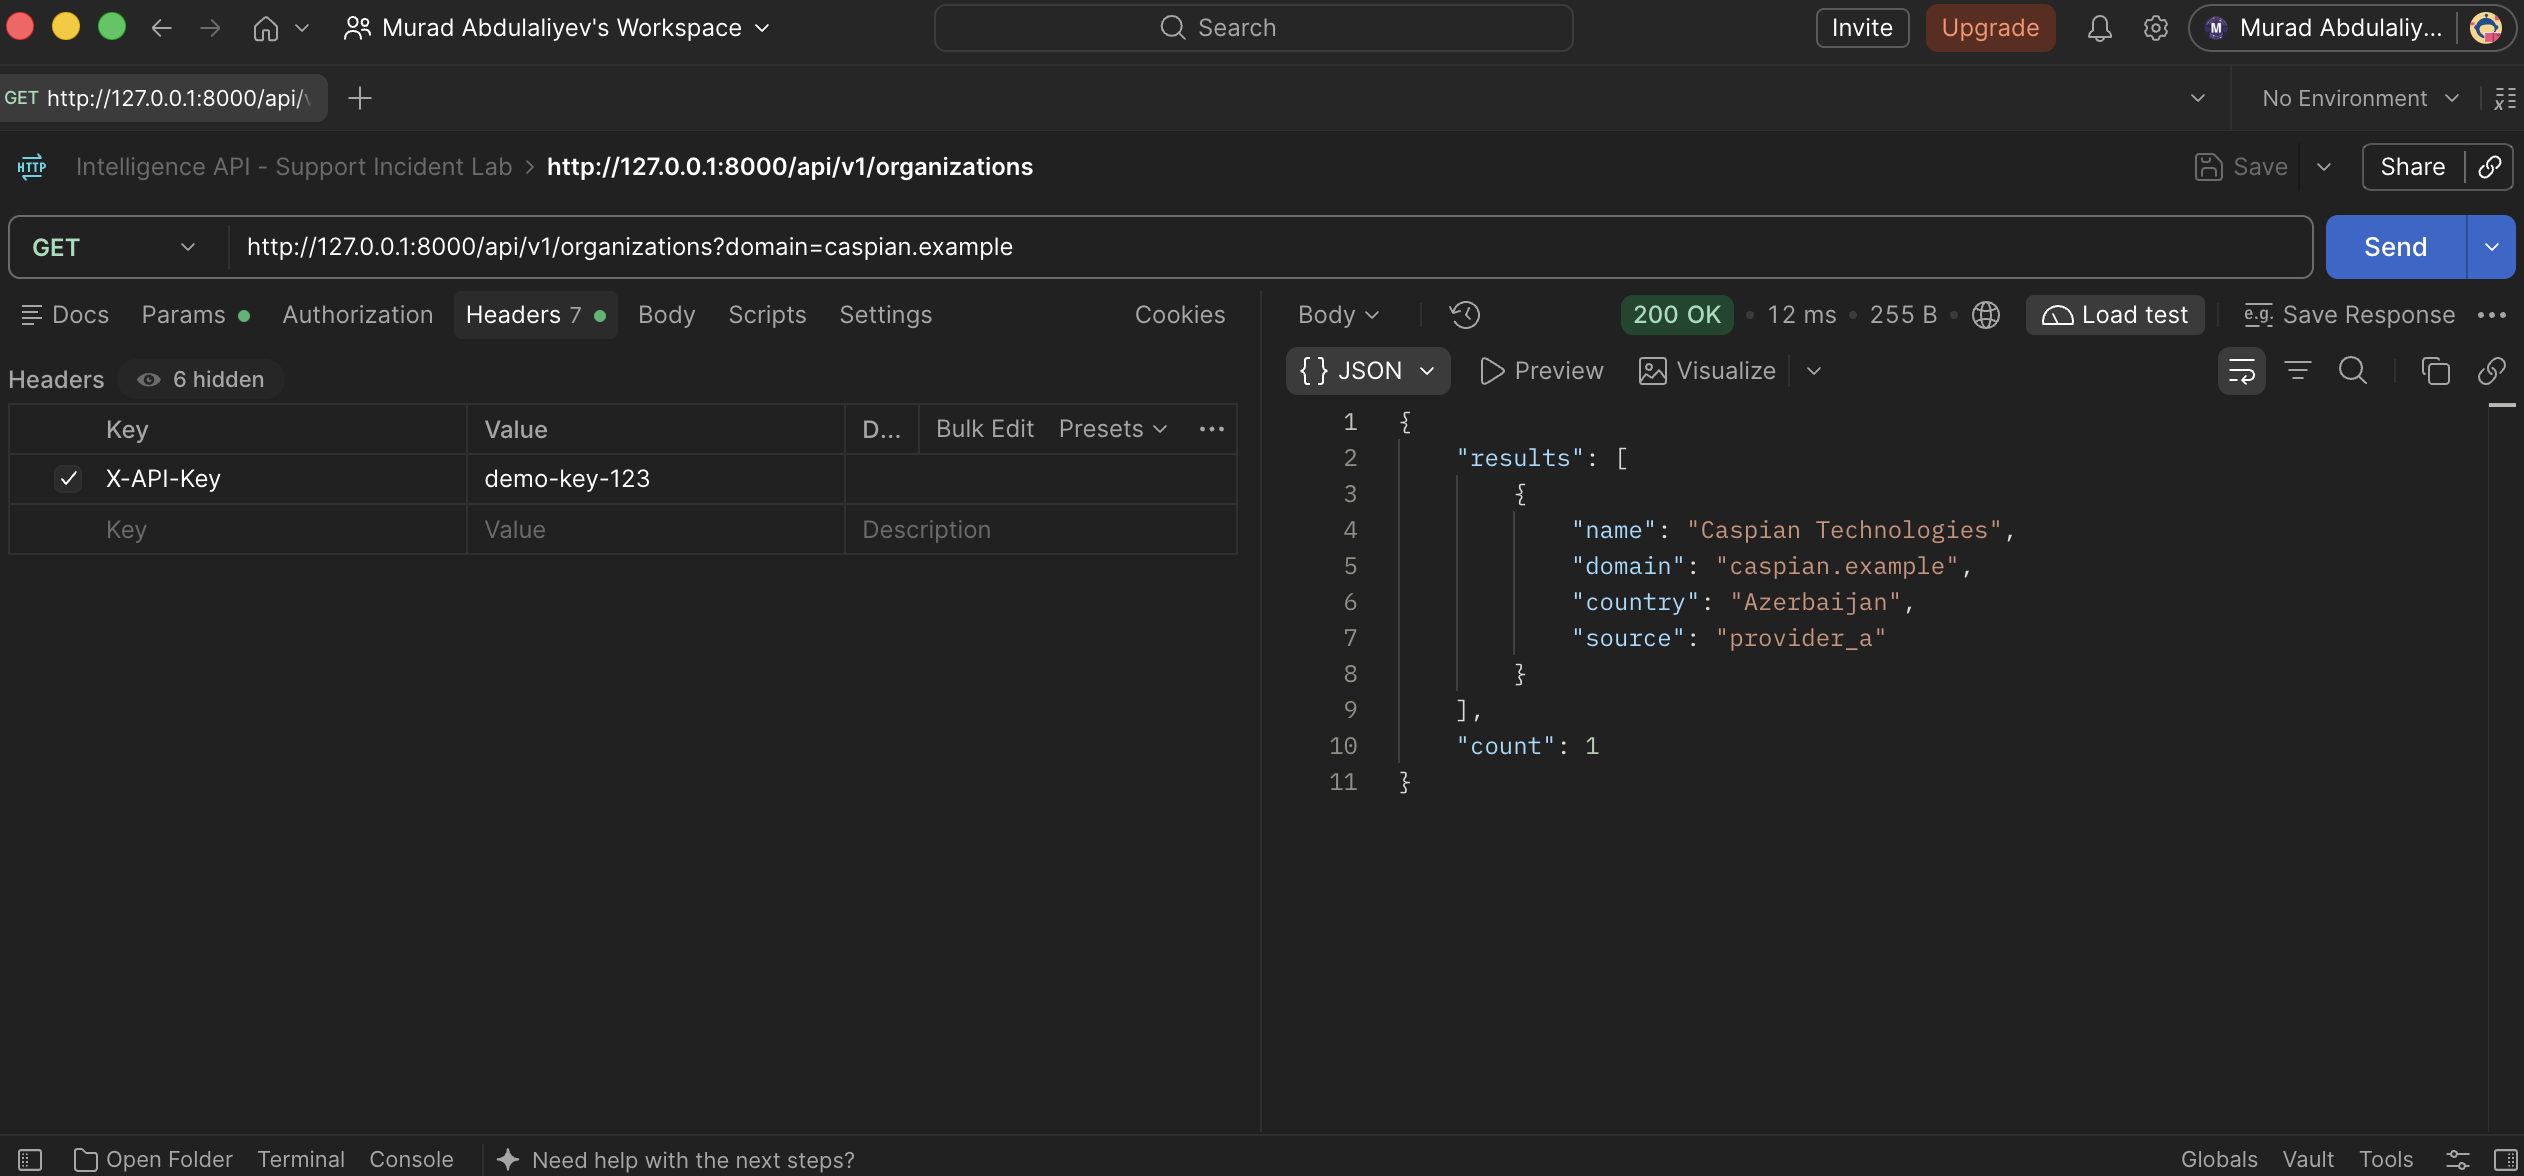 Murad Abdulaliyev's Workspace
Search
Invite
Upgrade
M
Murad Abdulaliy...
GET http://127.0.0.1:8000/api/v
No Environment
HTTP
Intelligence API - Support Incident Lab > http://127.0.0.1:8000/api/v1/organizations
Save
Share
GET
http://127.0.0.1:8000/api/v1/organizations?domain=caspian.example
Send
Docs
Params
Authorization
Headers 7
Body
Scripts
Settings
Cookies
Headers
6 hidden
Key Value D... Bulk Edit Presets
X-API-Key demo-key-123
Key Value Description
Body
200 OK • 12 ms • 255 B
Load test
e.g. Save Response
{} JSON
Preview
Visualize
1 {
2 "results": [
3 {
4 "name": "Caspian Technologies",
5 "domain": "caspian.example",
6 "country": "Azerbaijan",
7 "source": "provider_a"
8 }
9 ],
10 "count": 1
11 }
Open Folder
Terminal
Console
Need help with the next steps?
Globals
Vault
Tools